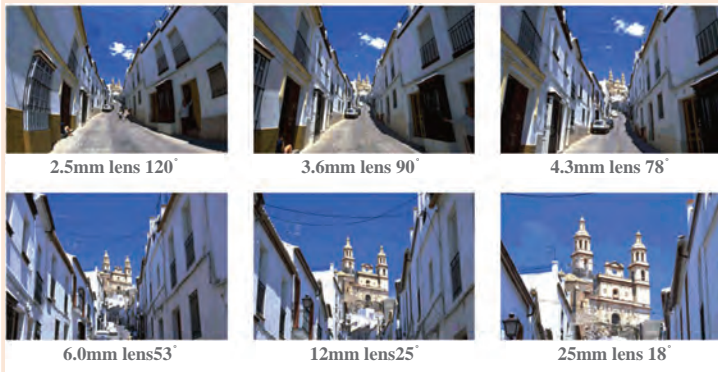 2.5mm lens 120°
3.6mm lens 90°
4.3mm lens 78°
6.0mm lens53°
12mm lens25°
25mm lens 18°